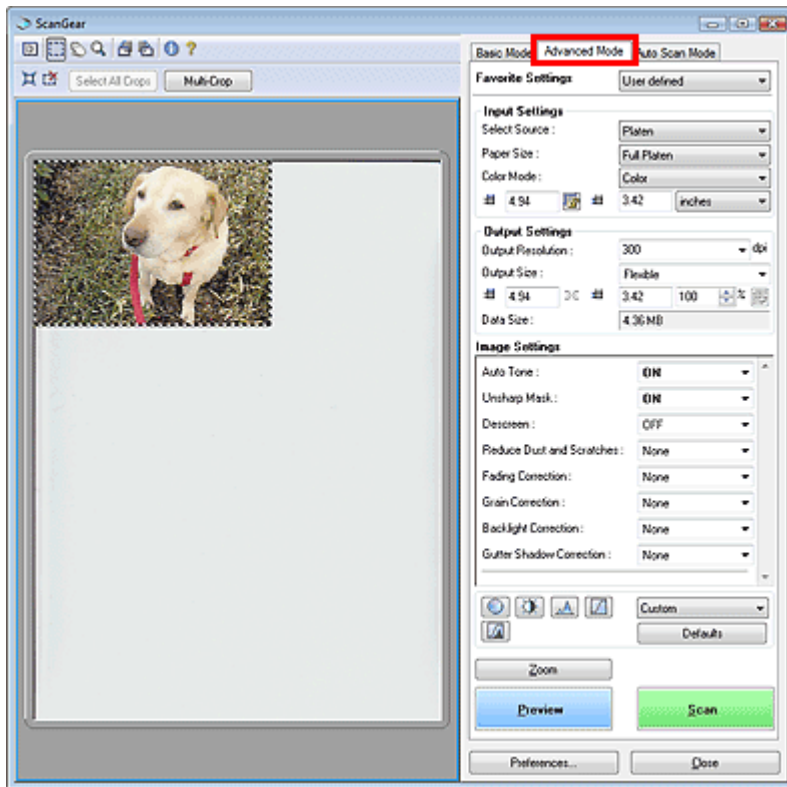 ScanGear
Select All Crops Multi-Crop
Basic Mode Advanced Mode Auto Scan Mode
Favorite Settings User defined
Input Settings
Select Source : Platen
Paper Size : Full Platen
Color Mode : Color
4.94 3.42 inches
Output Settings
Output Resolution : 300 dpi
Output Size : Flexible
4.94 3.42 100 %
Data Size : 4.36 MB
Image Settings
Auto Tone : ON
Unsharp Mask : ON
Descreen : OFF
Reduce Dust and Scratches : None
Fading Correction : None
Grain Correction : None
Backlight Correction : None
Gutter Shadow Correction : None
Custom
Defaults
Zoom
Preview Scan
Preferences... Close